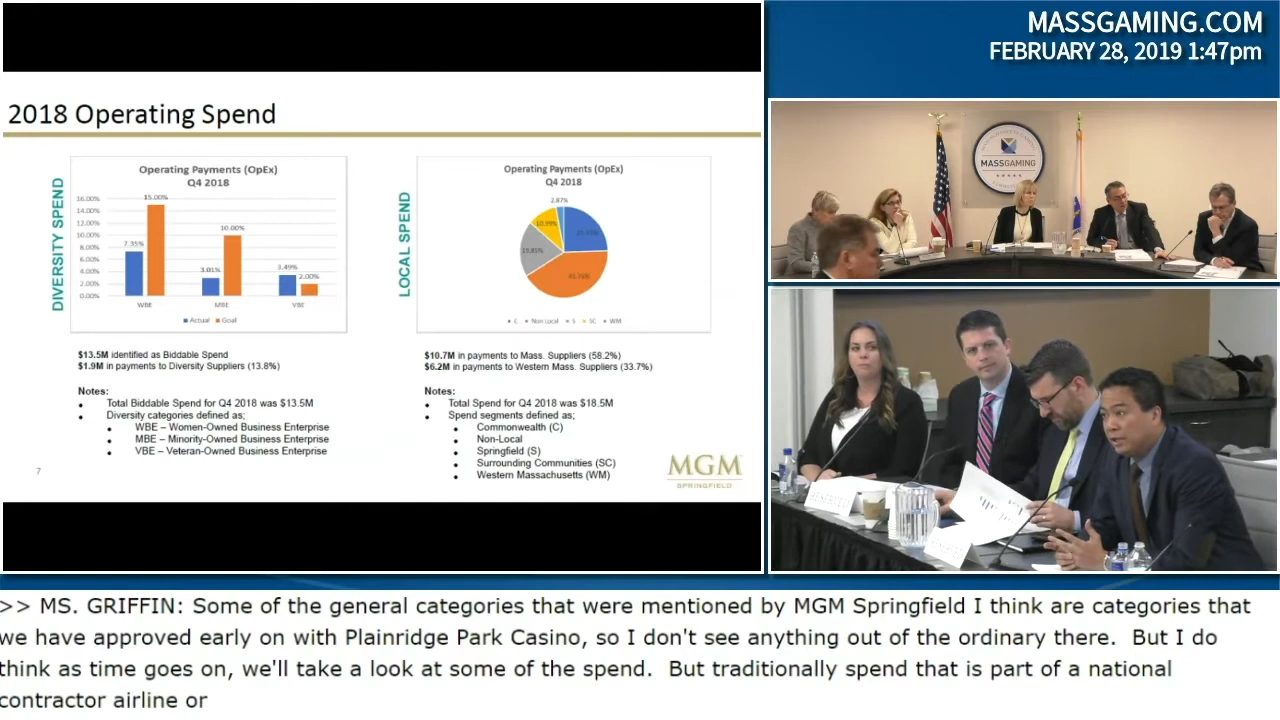 MASSGAMING.COM
FEBRUARY 28, 2019 1:47pm
2018 Operating Spend
DIVERSITY SPEND
Operating Payments (OpEx)
Q4 2018
16.00%
14.00%
12.00%
10.00%
8.00%
6.00%
4.00%
2.00%
0.00%
7.35%
15.00%
3.01%
10.00%
3.49%
2.00%
WBE
MBE
VBE
Actual
Goal
LOCAL SPEND
Operating Payments (OpEx)
Q4 2018
2.87%
10.99%
19.85%
C
Non Local
S
SC
WM
$13.5M identified as Biddable Spend
$1.9M in payments to Diversity Suppliers (13.8%)
Notes:
Total Biddable Spend for Q4 2018 was $13.5M
Diversity categories defined as;
WBE – Women-Owned Business Enterprise
MBE – Minority-Owned Business Enterprise
VBE – Veteran-Owned Business Enterprise
$10.7M in payments to Mass. Suppliers (58.2%)
$6.2M in payments to Western Mass. Suppliers (33.7%)
Notes:
Total Spend for Q4 2018 was $18.5M
Spend segments defined as;
Commonwealth (C)
Non-Local
Springfield (S)
Surrounding Communities (SC)
Western Massachusetts (WM)
7
MGM
SPRINGFIELD
MASSGAMING
RESERVED
RESERVED
>> MS. GRIFFIN: Some of the general categories that were mentioned by MGM Springfield I think are categories that
we have approved early on with Plainridge Park Casino, so I don't see anything out of the ordinary there.  But I do
think as time goes on, we'll take a look at some of the spend.  But traditionally spend that is part of a national
contractor airline or